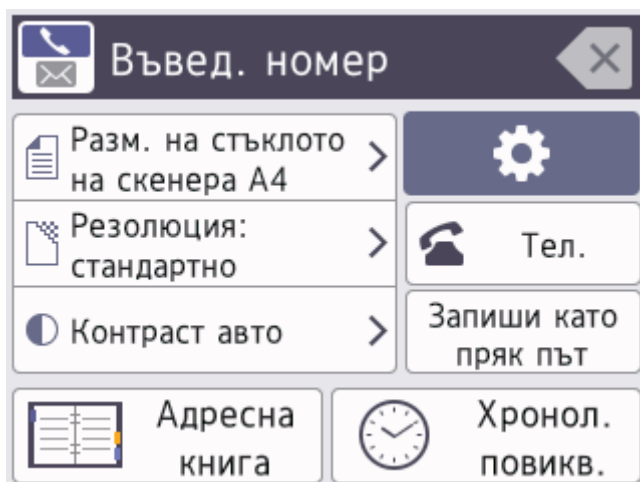 Въвед. номер
Разм. на стъклото
на скенера A4
Резолюция:
стандартно
Контраст авто
Тел.
Запиши като
пряк път
Адресна
книга
Хронол.
повикв.